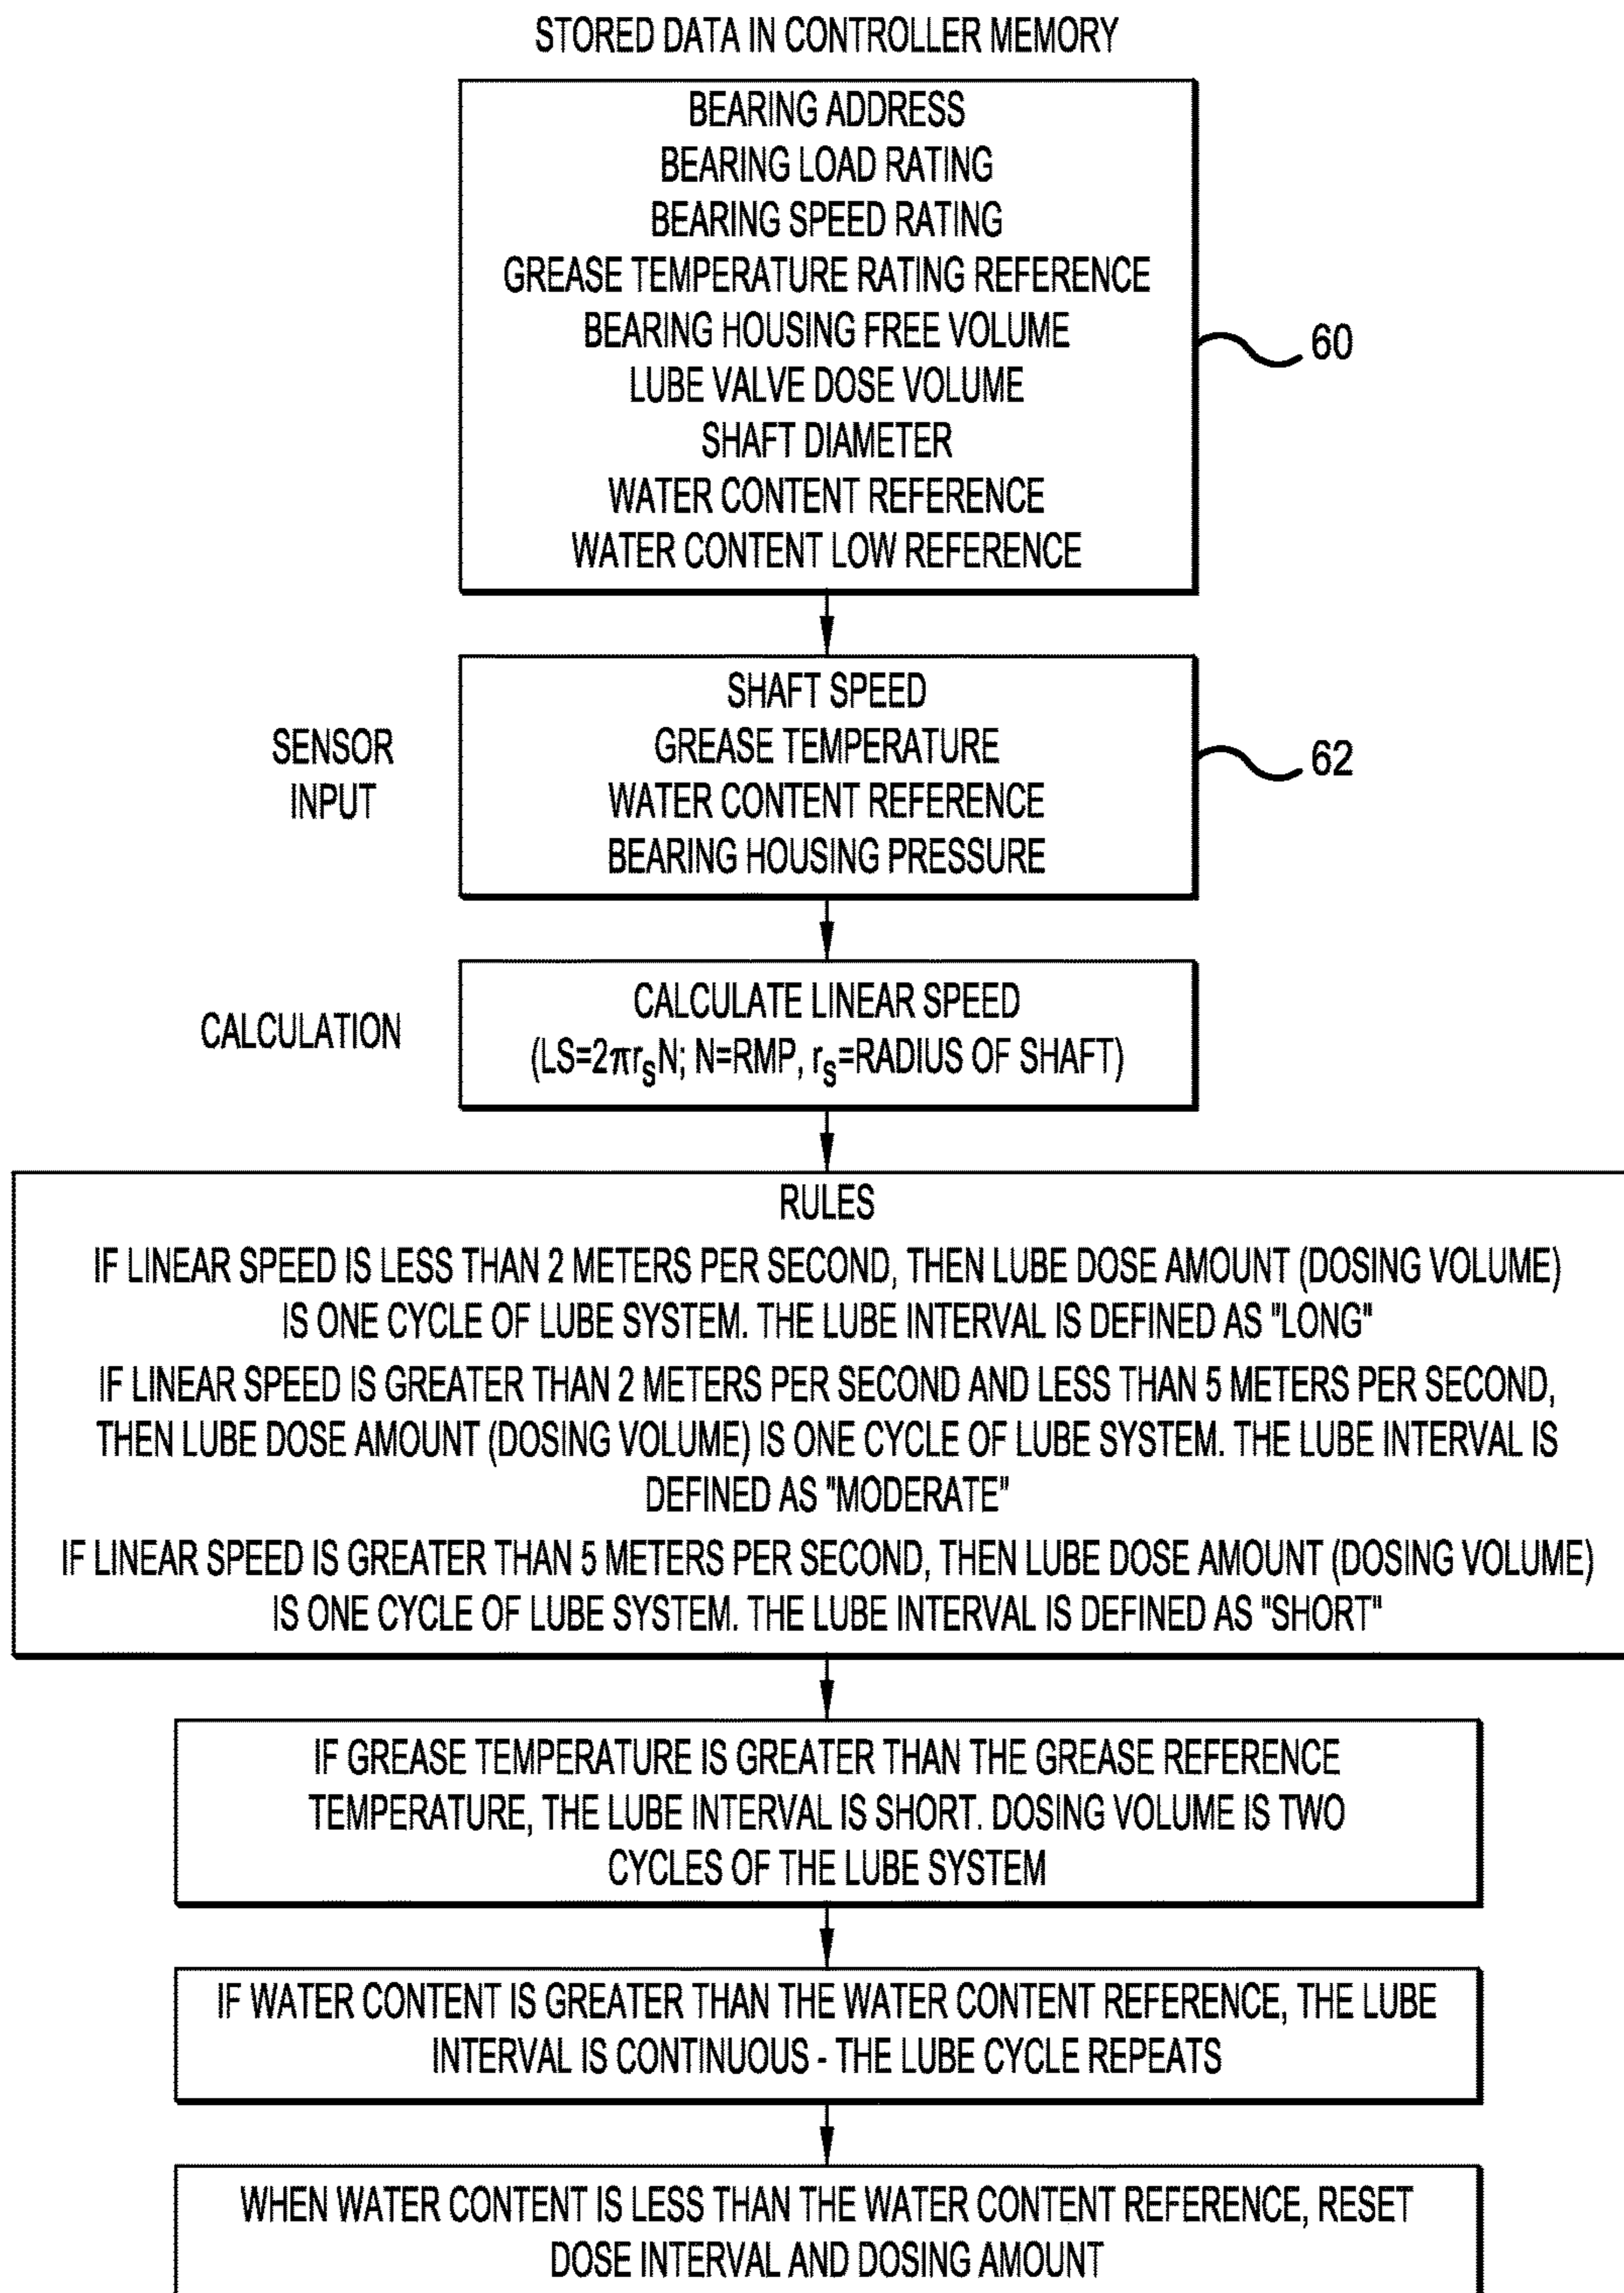 STORED DATA IN CONTROLLER MEMORY
BEARING ADDRESS
BEARING LOAD RATING
BEARING SPEED RATING
GREASE TEMPERATURE RATING REFERENCE
BEARING HOUSING FREE VOLUME
LUBE VALVE DOSE VOLUME
SHAFT DIAMETER
WATER CONTENT REFERENCE
WATER CONTENT LOW REFERENCE
60
SENSOR
INPUT
SHAFT SPEED
GREASE TEMPERATURE
WATER CONTENT REFERENCE
BEARING HOUSING PRESSURE
62
CALCULATION
CALCULATE LINEAR SPEED
(LS=2πrsN; N=RMP, rs=RADIUS OF SHAFT)
RULES
IF LINEAR SPEED IS LESS THAN 2 METERS PER SECOND, THEN LUBE DOSE AMOUNT (DOSING VOLUME)
IS ONE CYCLE OF LUBE SYSTEM. THE LUBE INTERVAL IS DEFINED AS "LONG"
IF LINEAR SPEED IS GREATER THAN 2 METERS PER SECOND AND LESS THAN 5 METERS PER SECOND,
THEN LUBE DOSE AMOUNT (DOSING VOLUME) IS ONE CYCLE OF LUBE SYSTEM. THE LUBE INTERVAL IS
DEFINED AS "MODERATE"
IF LINEAR SPEED IS GREATER THAN 5 METERS PER SECOND, THEN LUBE DOSE AMOUNT (DOSING VOLUME)
IS ONE CYCLE OF LUBE SYSTEM. THE LUBE INTERVAL IS DEFINED AS "SHORT"
IF GREASE TEMPERATURE IS GREATER THAN THE GREASE REFERENCE
TEMPERATURE, THE LUBE INTERVAL IS SHORT. DOSING VOLUME IS TWO
CYCLES OF THE LUBE SYSTEM
IF WATER CONTENT IS GREATER THAN THE WATER CONTENT REFERENCE, THE LUBE
INTERVAL IS CONTINUOUS - THE LUBE CYCLE REPEATS
WHEN WATER CONTENT IS LESS THAN THE WATER CONTENT REFERENCE, RESET
DOSE INTERVAL AND DOSING AMOUNT